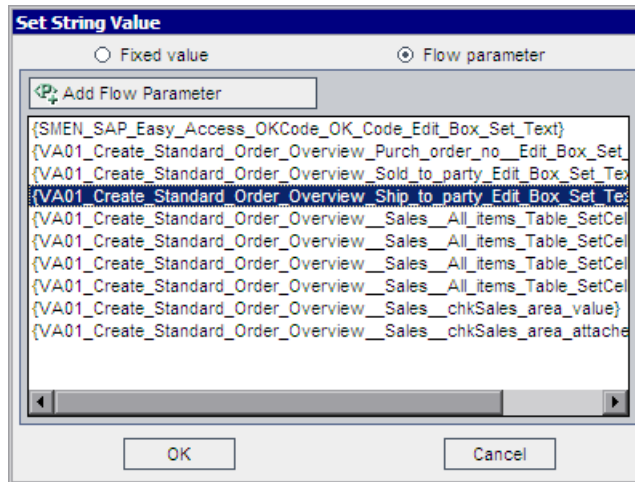 Set String Value
Fixed value
Flow parameter
Add Flow Parameter
{SMEN_SAP_Easy_Access_OKCode_OK_Code_Edit_Box_Set_Text}
{VA01_Create_Standard_Order_Overview_Purch_order_no__Edit_Box_Set_
{VA01_Create_Standard_Order_Overview_Sold_to_party_Edit_Box_Set_Tex
{VA01_Create_Standard_Order_Overview_Ship_to_party_Edit_Box_Set_Tex
{VA01_Create_Standard_Order_Overview__Sales__All_items_Table_SetCel
{VA01_Create_Standard_Order_Overview__Sales__All_items_Table_SetCel
{VA01_Create_Standard_Order_Overview__Sales__All_items_Table_SetCel
{VA01_Create_Standard_Order_Overview__Sales__All_items_Table_SetCel
{VA01_Create_Standard_Order_Overview__Sales__chkSales_area_value}
{VA01_Create_Standard_Order_Overview__Sales__chkSales_area_attache
OK
Cancel